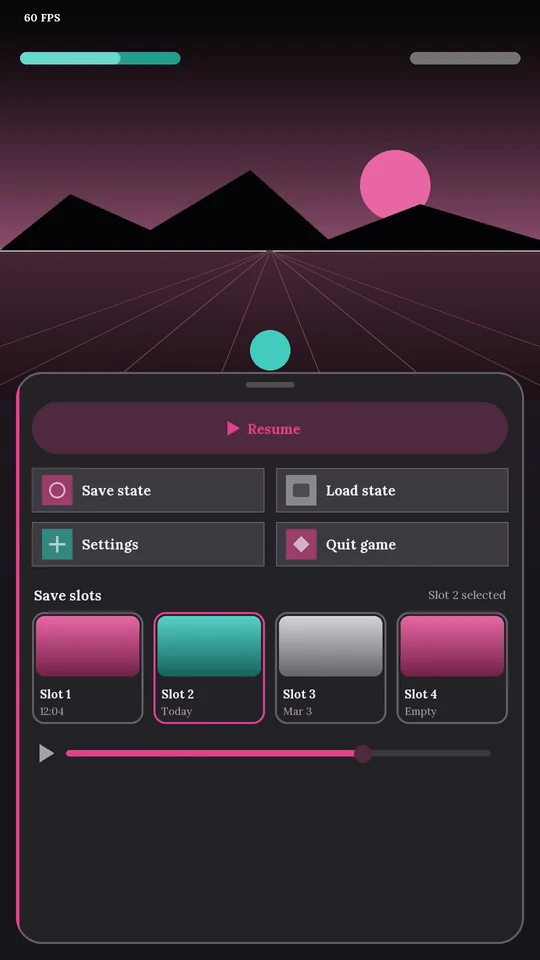 60 FPS
Resume
Save state
Load state
Settings
Quit game
Save slots
Slot 2 selected
Slot 1
12:04
Slot 2
Today
Slot 3
Mar 3
Slot 4
Empty